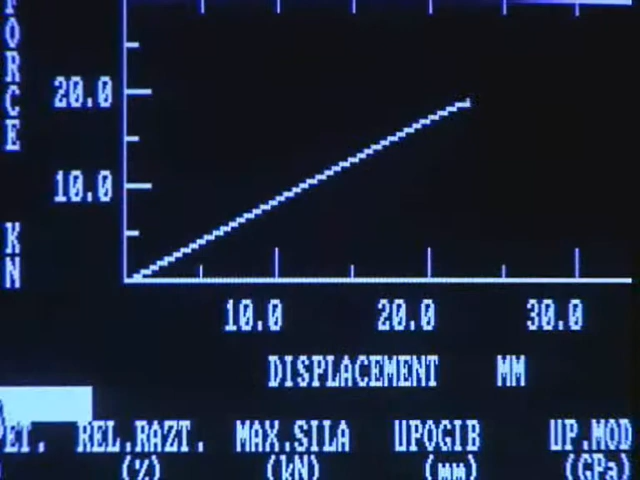 FORCE KN
20.0
10.0
10.0 20.0 30.0
DISPLACEMENT MM
ET. REL.RAZT. MAX.SILA UPOGIB UP.MOD
(%) (kN) (mm) (GPa)